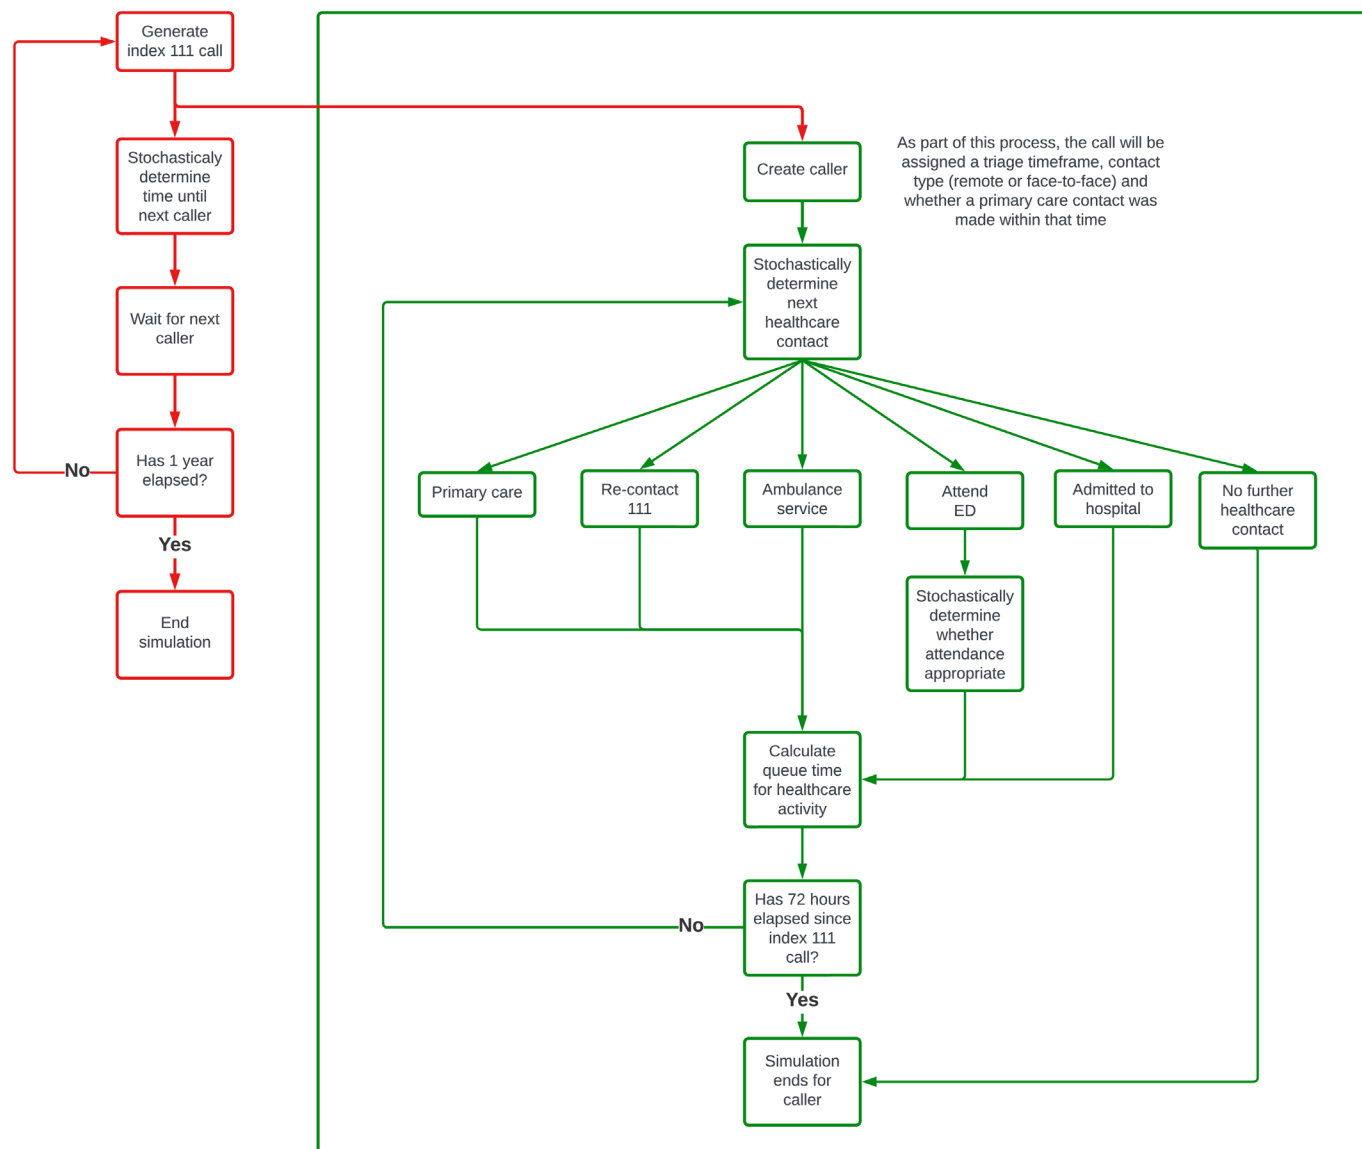 Generate
index 111 call
Stochasticaly
determine
time until
next caller
Wait for next
caller
Has 1 year
elapsed?
No
Yes
End
simulation
Create caller
As part of this process, the call will be
assigned a triage timeframe, contact
type (remote or face-to-face) and
whether a primary care contact was
made within that time
Stochastically
determine
next
healthcare
contact
Primary care
Re-contact
111
Ambulance
service
Attend
ED
Admitted to
hospital
No further
healthcare
contact
Stochastically
determine
whether
attendance
appropriate
Calculate
queue time
for healthcare
activity
Has 72 hours
elapsed since
index 111
call?
No
Yes
Simulation
ends for
caller